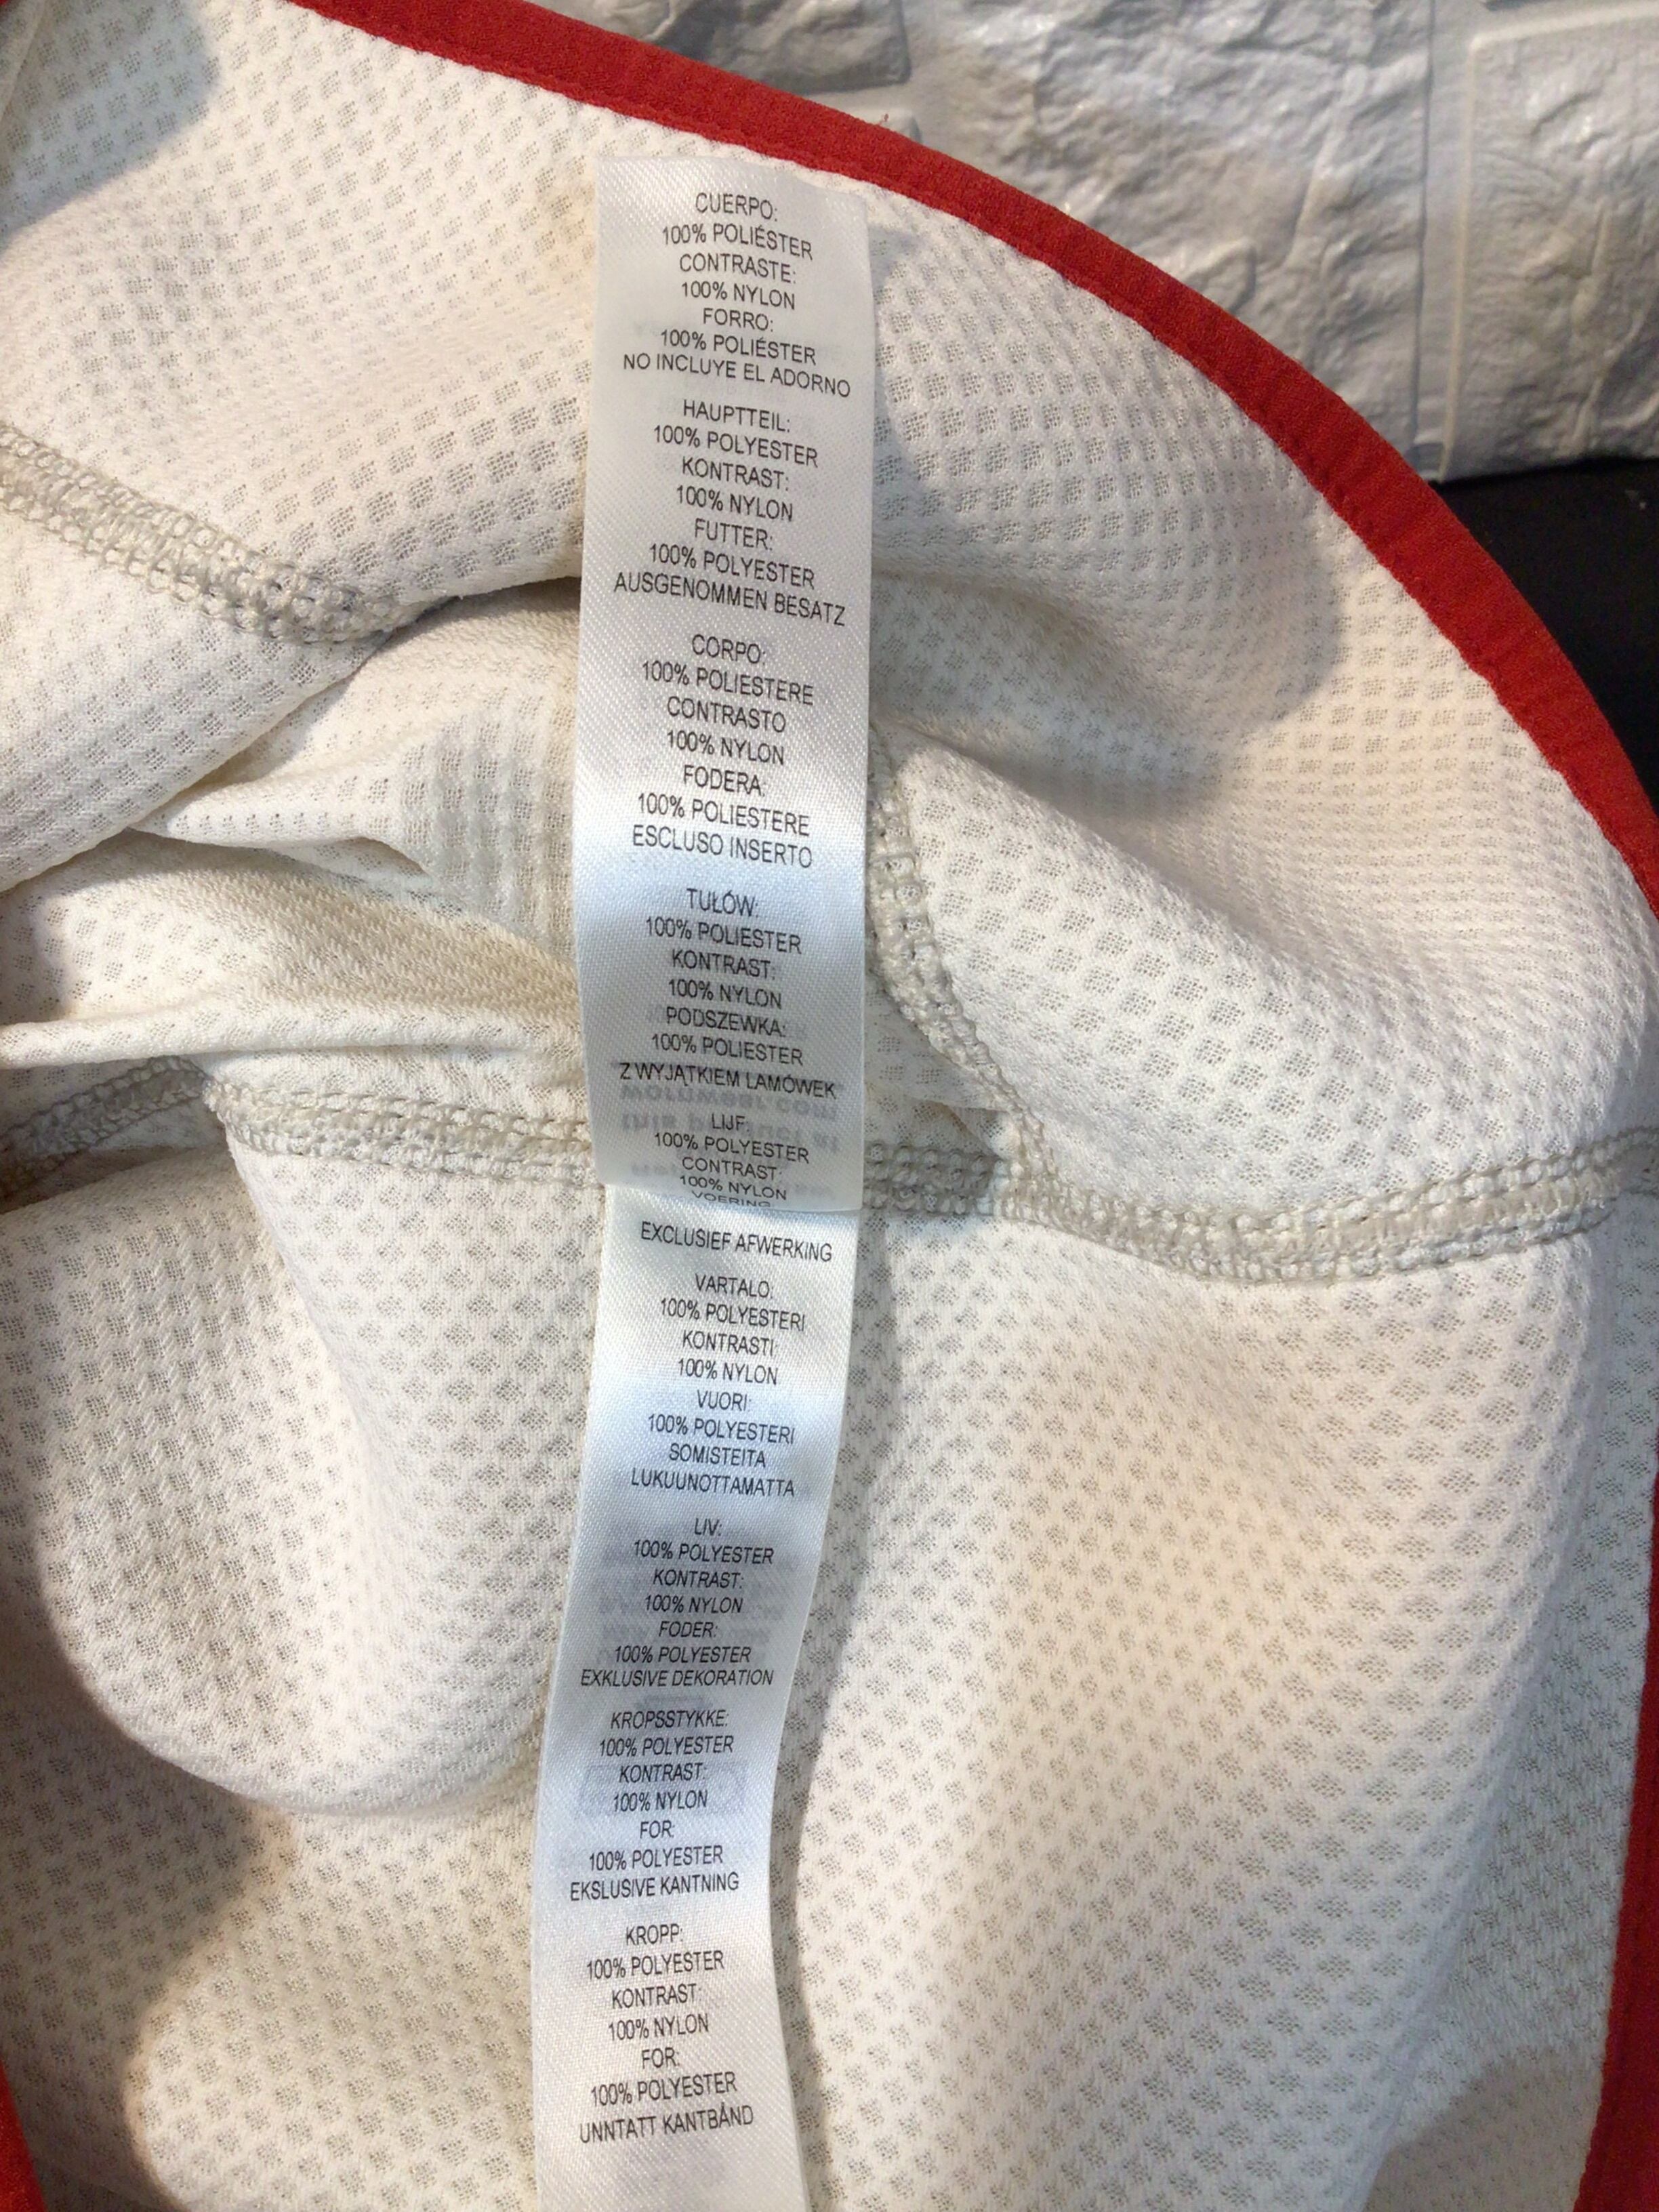 CUERPO:
100% POLIÉSTER
CONTRASTE:
100% NYLON
FORRO:
100% POLIÉSTER
NO INCLUYE EL ADORNO
HAUPTTEIL:
100% POLYESTER
KONTRAST:
100% NYLON
FUTTER:
100% POLYESTER
AUSGENOMMEN BESATZ
CORPO:
100% POLIESTERE
CONTRASTO
100% NYLON
FODERA:
100% POLIESTERE
ESCLUSO INSERTO
TUŁÓW:
100% POLIESTER
KONTRAST:
100% NYLON
PODSZEWKA:
100% POLIESTER
Z WYJĄTKIEM LAMÓWEK
LIJF:
100% POLYESTER
CONTRAST:
100% NYLON
VOERING
EXCLUSIEF AFWERKING
VARTALO:
100% POLYESTERI
KONTRASTI:
100% NYLON
VUORI:
100% POLYESTERI
SOMISTEITA
LUKUUNOTTAMATTA
LIV:
100% POLYESTER
KONTRAST:
100% NYLON
FODER:
100% POLYESTER
EXKLUSIVE DEKORATION
KROPSSTYKKE:
100% POLYESTER
KONTRAST:
100% NYLON
FOR:
100% POLYESTER
EKSLUSIVE KANTNING
KROPP:
100% POLYESTER
KONTRAST:
100% NYLON
FOR:
100% POLYESTER
UNNTATT KANTBÅND